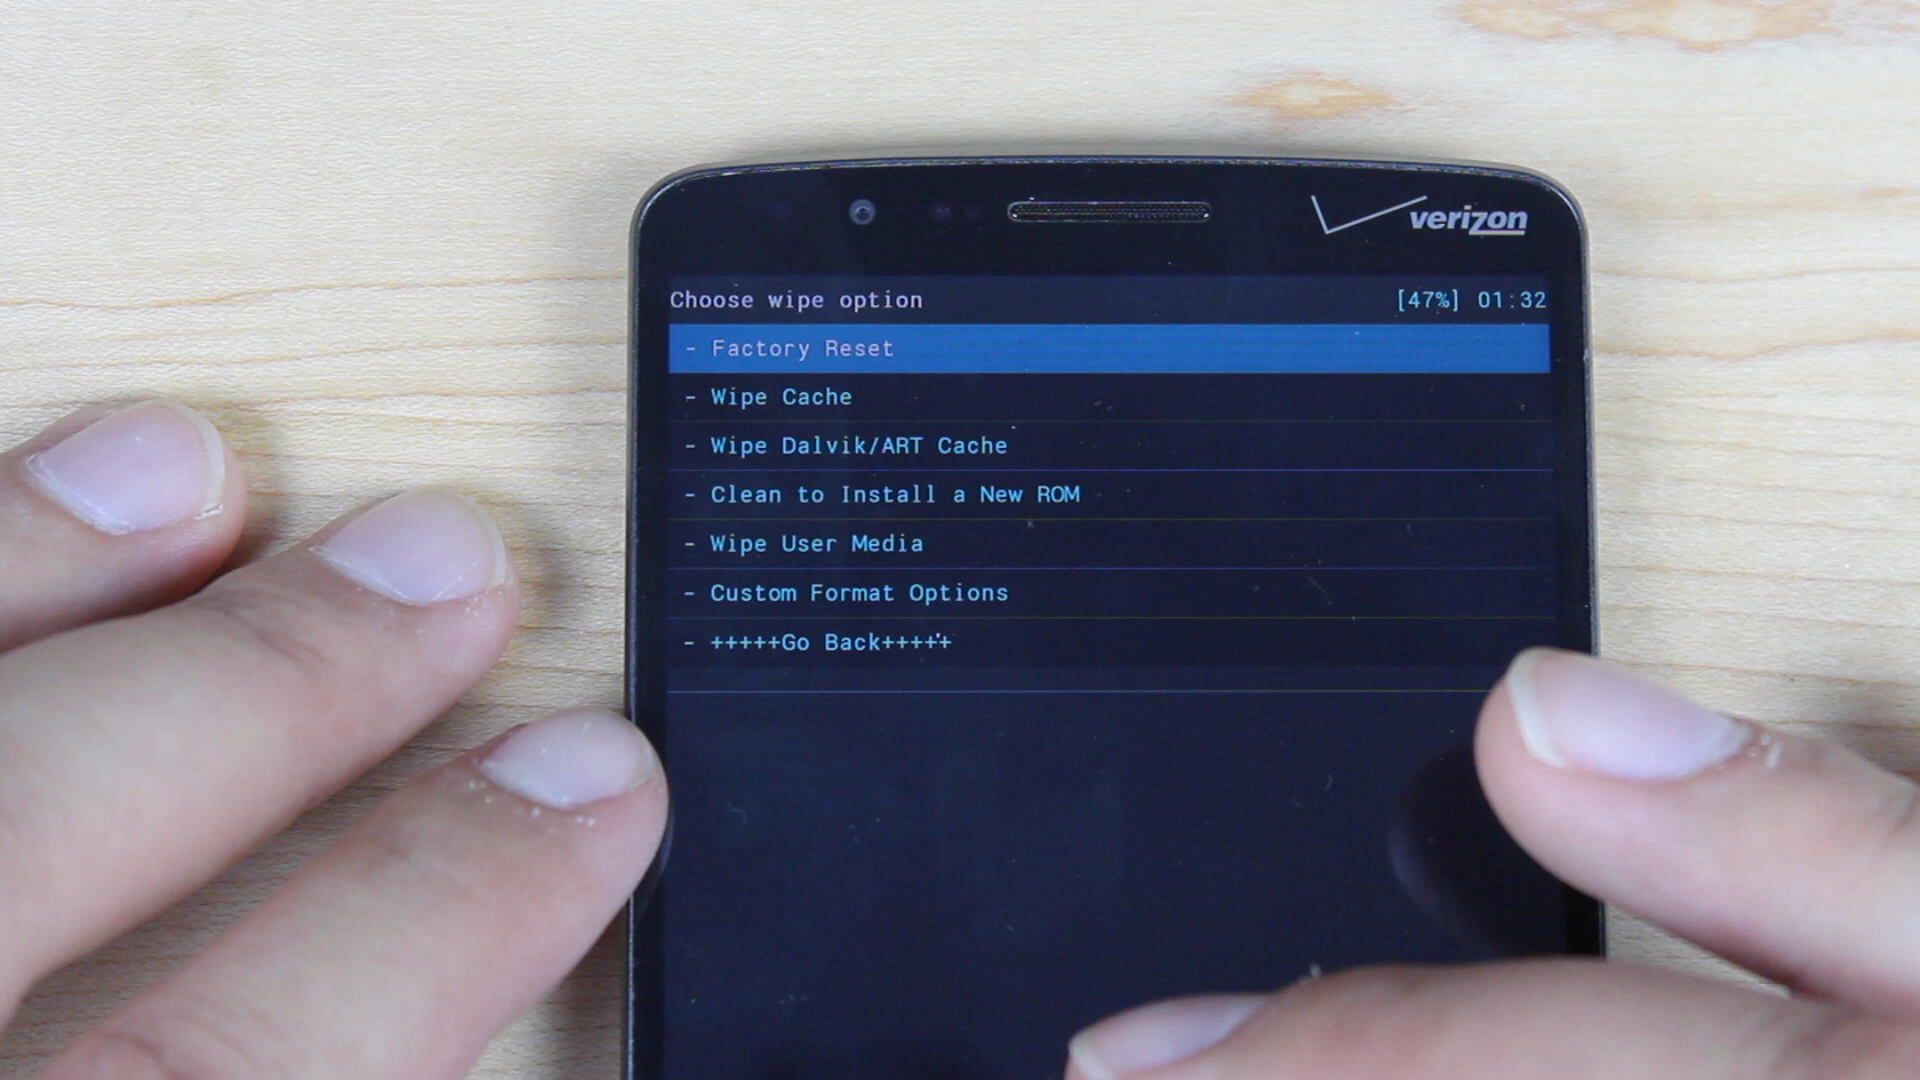 verizon
Choose wipe option [47%] 01:32
- Factory Reset
- Wipe Cache
- Wipe Dalvik/ART Cache
- Clean to Install a New ROM
- Wipe User Media
- Custom Format Options
- +++++Go Back+++++